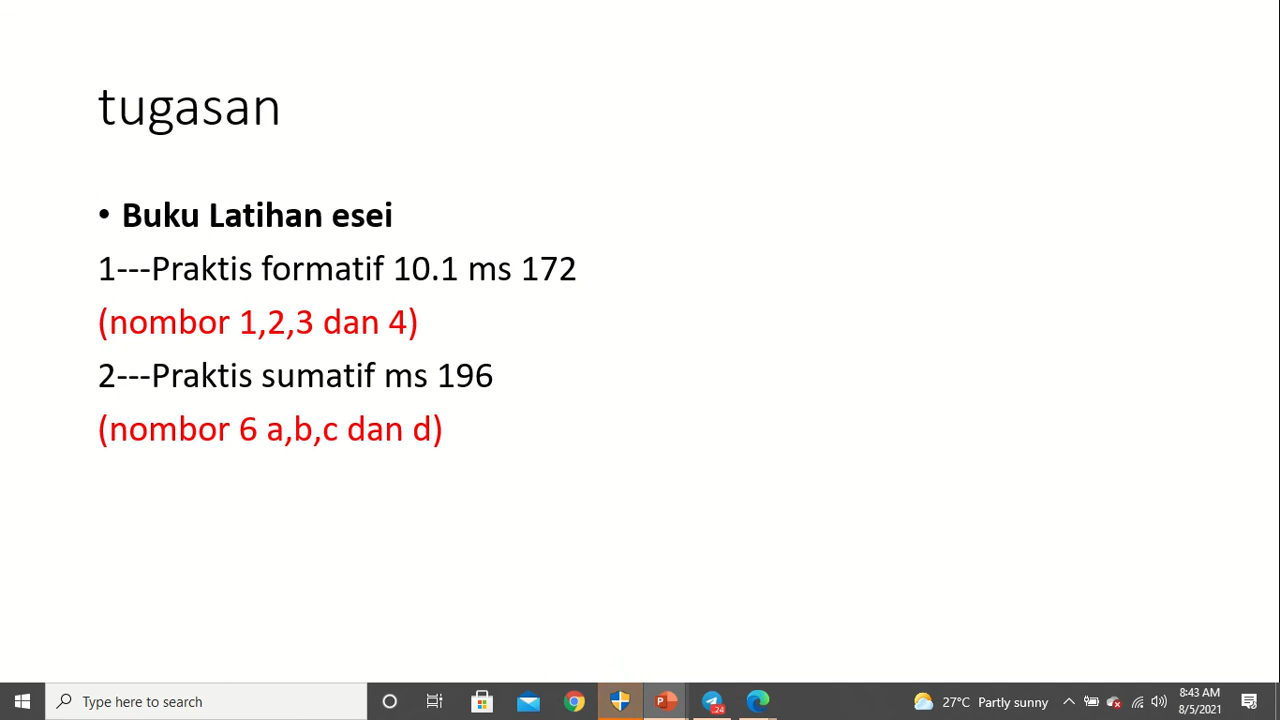 tugasan
• Buku Latihan esei
1---Praktis formatif 10.1 ms 172
(nombor 1,2,3 dan 4)
2---Praktis sumatif ms 196
(nombor 6 a,b,c dan d)
Type here to search
24
27°C Partly sunny
8:43 AM
8/5/2021